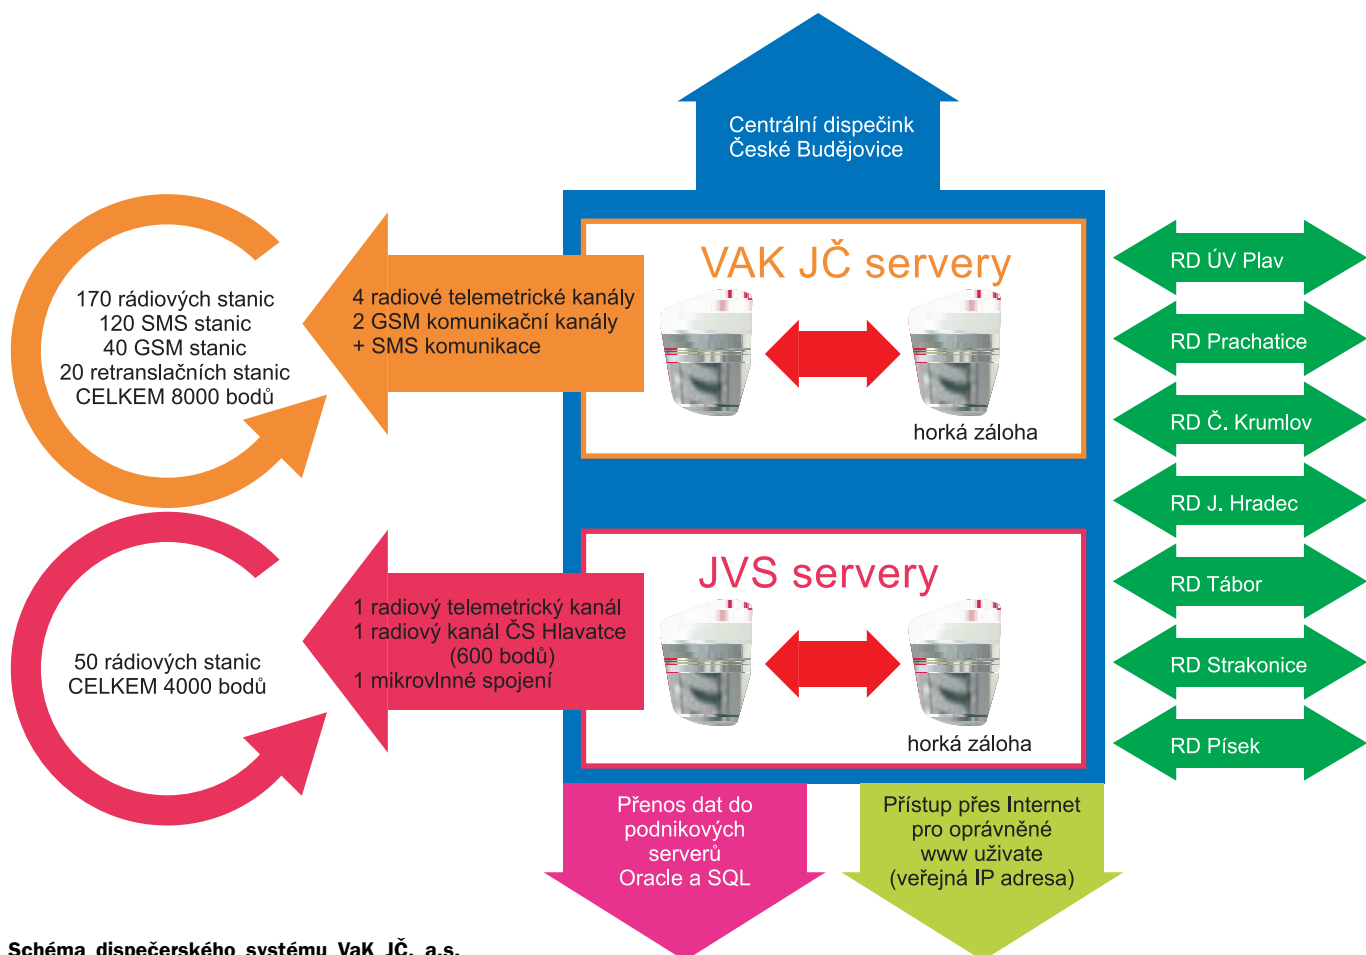 Centrální dispečink
České Budějovice
VAK JČ servery
horká záloha
170 rádiových stanic
120 SMS stanic
40 GSM stanic
20 retranslačních stanic
CELKEM 8000 bodů
4 radiové telemetrické kanály
2 GSM komunikační kanály
+ SMS komunikace
RD ÚV Plav
RD Prachatice
RD Č. Krumlov
RD J. Hradec
RD Tábor
RD Strakonice
RD Písek
JVS servery
horká záloha
50 rádiových stanic
CELKEM 4000 bodů
1 radiový telemetrický kanál
1 radiový kanál ČS Hlavatce
(600 bodů)
1 mikrovlnné spojení
Přenos dat do
podnikových
serverů
Oracle a SQL
Přístup přes Internet
pro oprávněné
www uživate
(veřejná IP adresa)
Schéma dispečerského systému VaK JČ, a.s.